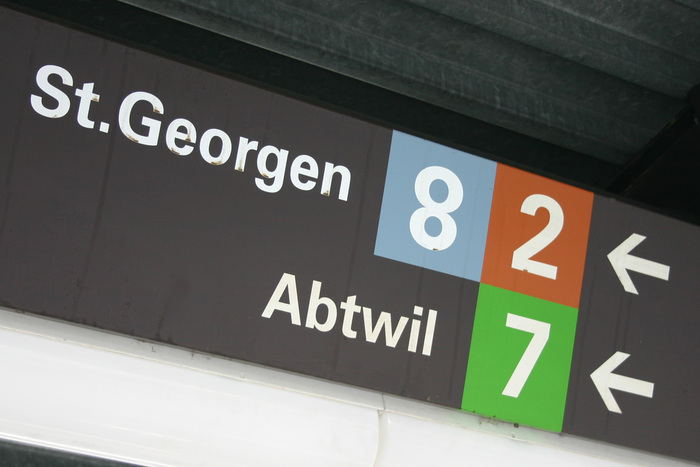 St.Georgen 8 2 ←
Abtwil 7 ←